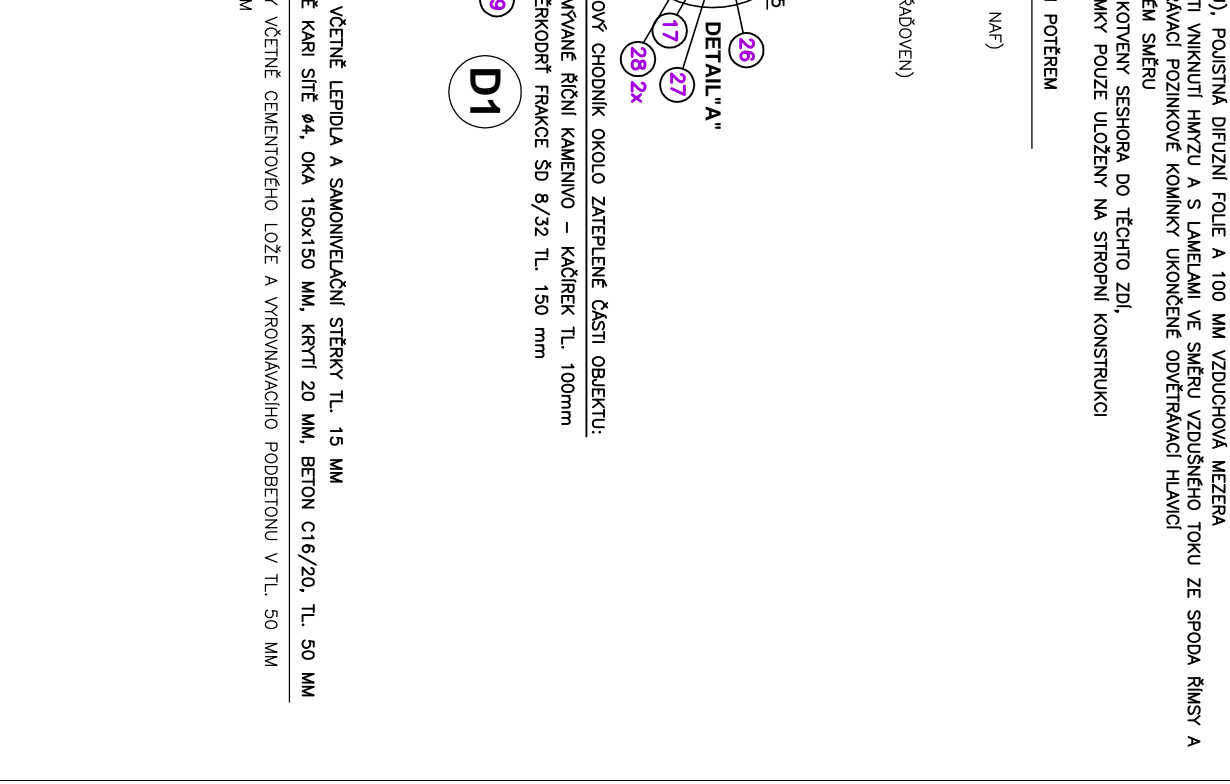 ), POJISTNÁ DIFUZNÍ FOLIE A 100 MM VZDUCHOVÁ MEZERA
TI VNIKNUTÍ HMYZU A S LAMELAMI VE SMĚRU VZDUŠNÉHO TOKU ZE SPODA ŘÍMSY A
POZINKOVÉ KOMÍNKY UKONČENÉ ODVĚTRÁVACÍ HLAVICÍ
ÉM SMĚRU
KOTVENY SESHORA DO TĚCHTO ZDÍ,
MKY POUZE ULOŽENY NA STROPNÍ KONSTRUKCI
POTĚREM
NAF)
ŘAĎOVEN)
5
26
DETAIL"A"
27
17
28 2x
OVÝ CHODNÍK OKOLO ZATEPLENÉ ČÁSTI OBJEKTU:
MÝVANÉ ŘÍČNÍ KAMENIVO – KAČÍREK TL. 100mm
ĚRKODRŤ FRAKCE ŠD 8/32 TL. 150 mm
9
D1
VČETNĚ LEPIDLA A SAMONIVELAČNÍ STĚRKY TL. 15 MM
Ě KARI SÍTĚ ø4, OKA 150x150 MM, KRYTÍ 20 MM, BETON C16/20, TL. 50 MM
Y VČETNĚ CEMENTOVÉHO LOŽE A VYROVNÁVACÍHO PODBETONU V TL. 50 MM
M